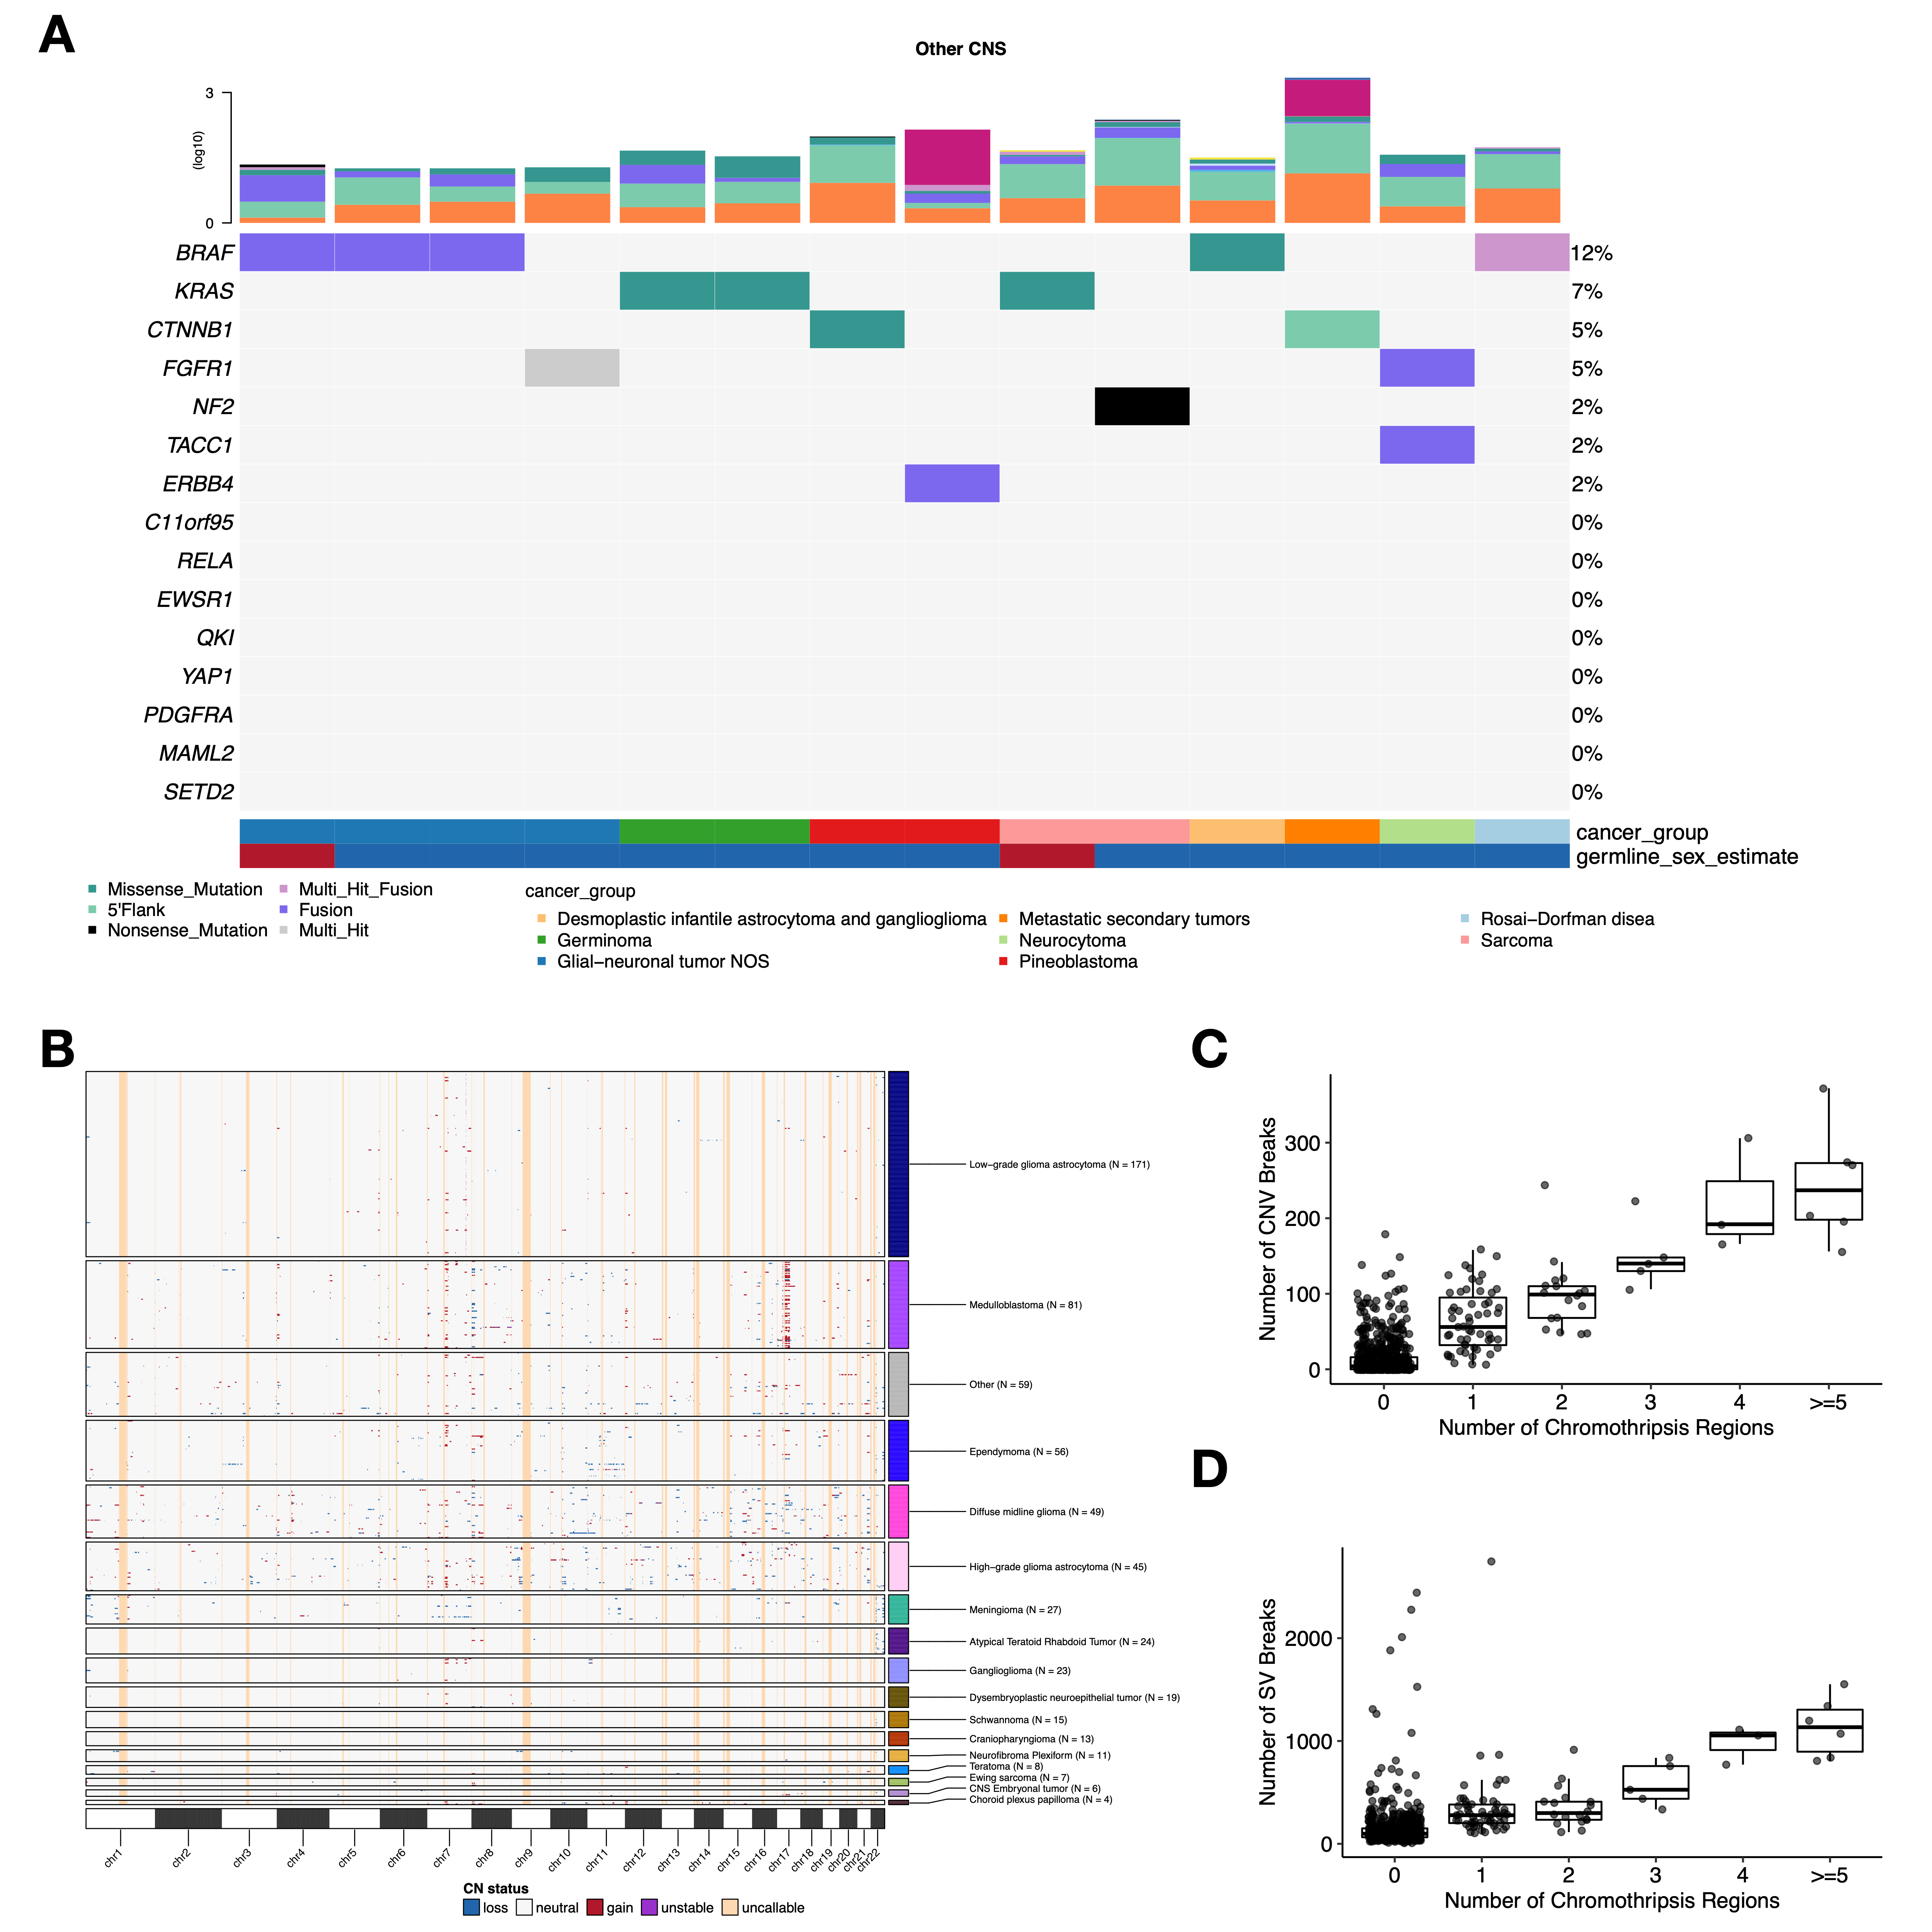 A
Other CNS
3
(log10)
0
BRAF 12%
KRAS 7%
CTNNB1 5%
FGFR1 5%
NF2 2%
TACC1 2%
ERBB4 2%
C11orf95 0%
RELA 0%
EWSR1 0%
QKI 0%
YAP1 0%
PDGFRA 0%
MAML2 0%
SETD2 0%
cancer_group
germline_sex_estimate
Missense_Mutation
5'Flank
Nonsense_Mutation
Multi_Hit_Fusion
Fusion
Multi_Hit
cancer_group
Desmoplastic infantile astrocytoma and ganglioglioma
Germinoma
Glial−neuronal tumor NOS
Metastatic secondary tumors
Neurocytoma
Pineoblastoma
Rosai−Dorfman disea
Sarcoma
B
Low−grade glioma astrocytoma (N = 171)
Medulloblastoma (N = 81)
Other (N = 59)
Ependymoma (N = 56)
Diffuse midline glioma (N = 49)
High−grade glioma astrocytoma (N = 45)
Meningioma (N = 27)
Atypical Teratoid Rhabdoid Tumor (N = 24)
Ganglioglioma (N = 23)
Dysembryoplastic neuroepithelial tumor (N = 19)
Schwannoma (N = 15)
Craniopharyngioma (N = 13)
Neurofibroma Plexiform (N = 11)
Teratoma (N = 8)
Ewing sarcoma (N = 7)
CNS Embryonal tumor (N = 6)
Choroid plexus papilloma (N = 4)
chr1 chr2 chr3 chr4 chr5 chr6 chr7 chr8 chr9 chr10 chr11 chr12 chr13 chr14 chr15 chr16 chr17 chr18 chr19 chr20 chr21 chr22
CN status
loss neutral gain unstable uncallable
C
Number of CNV Breaks
300
200
100
0
0 1 2 3 4 >=5
Number of Chromothripsis Regions
D
Number of SV Breaks
2000
1000
0
0 1 2 3 4 >=5
Number of Chromothripsis Regions